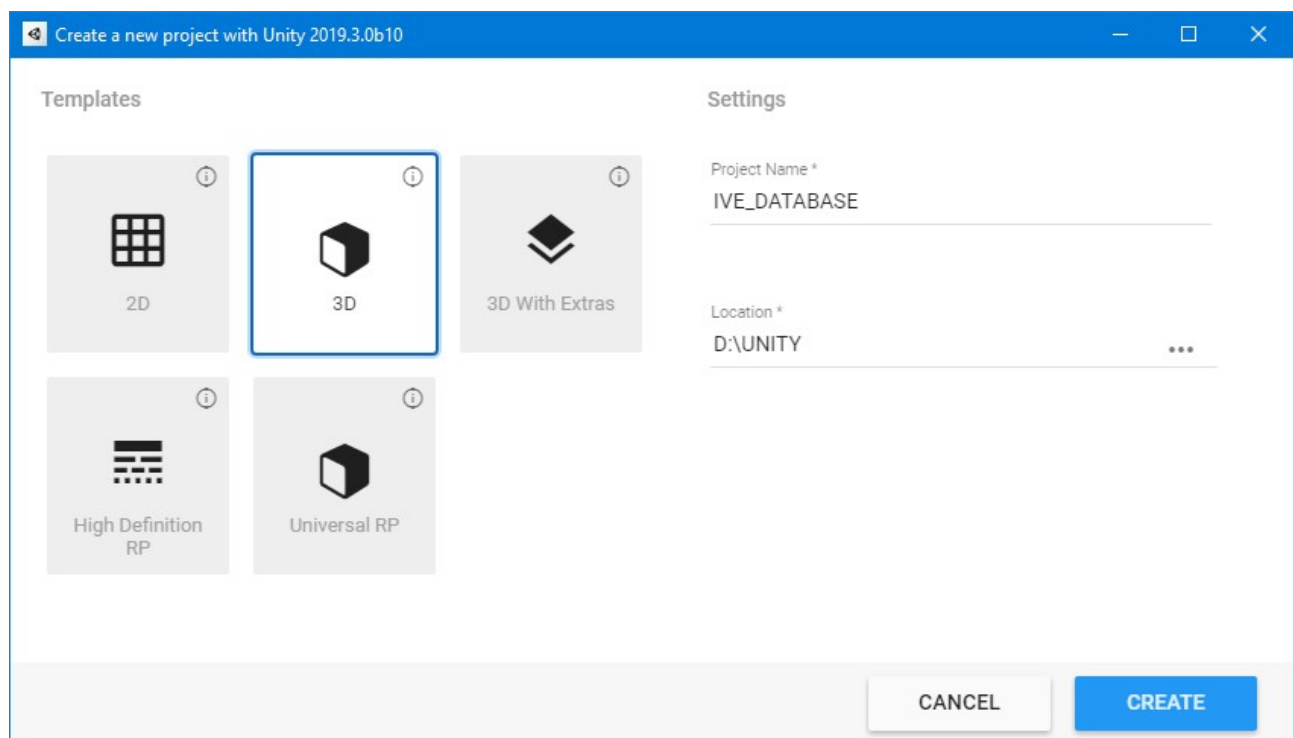 Create a new project with Unity 2019.3.0b10
Templates
2D
3D
3D With Extras
High Definition
RP
Universal RP
Settings
Project Name *
IVE_DATABASE
Location *
D:\UNITY
CANCEL
CREATE